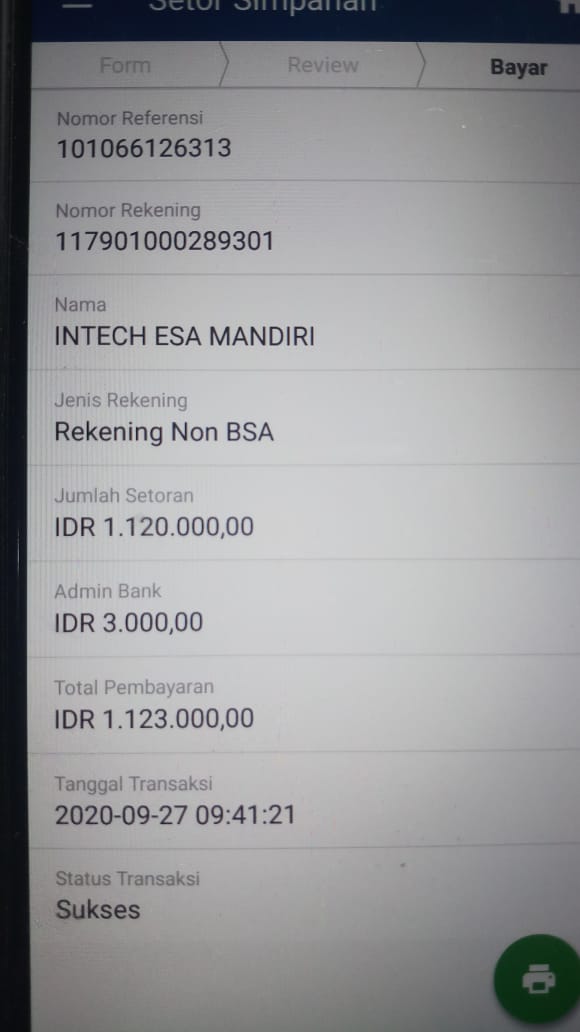 Setor Simpanan
Form
Review
Bayar
Nomor Referensi
101066126313
Nomor Rekening
117901000289301
Nama
INTECH ESA MANDIRI
Jenis Rekening
Rekening Non BSA
Jumlah Setoran
IDR 1.120.000,00
Admin Bank
IDR 3.000,00
Total Pembayaran
IDR 1.123.000,00
Tanggal Transaksi
2020-09-27 09:41:21
Status Transaksi
Sukses